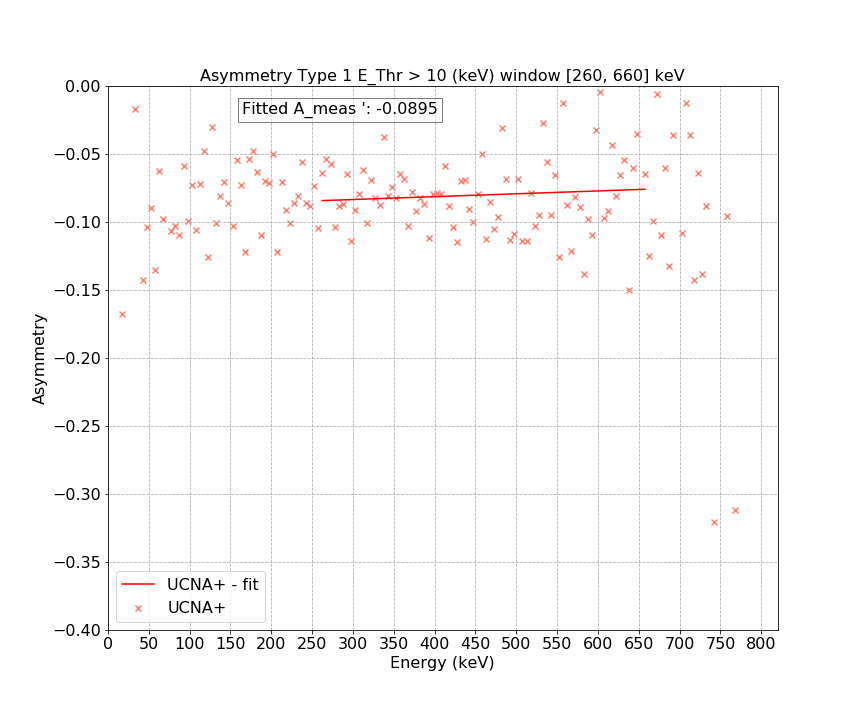 Asymmetry Type 1 E_Thr > 10 (keV) window [260, 660] keV
Fitted A_meas ': -0.0895
Asymmetry
0.00
−0.05
−0.10
−0.15
−0.20
−0.25
−0.30
−0.35
−0.40
UCNA+ - fit
UCNA+
0 50 100 150 200 250 300 350 400 450 500 550 600 650 700 750 800
Energy (keV)